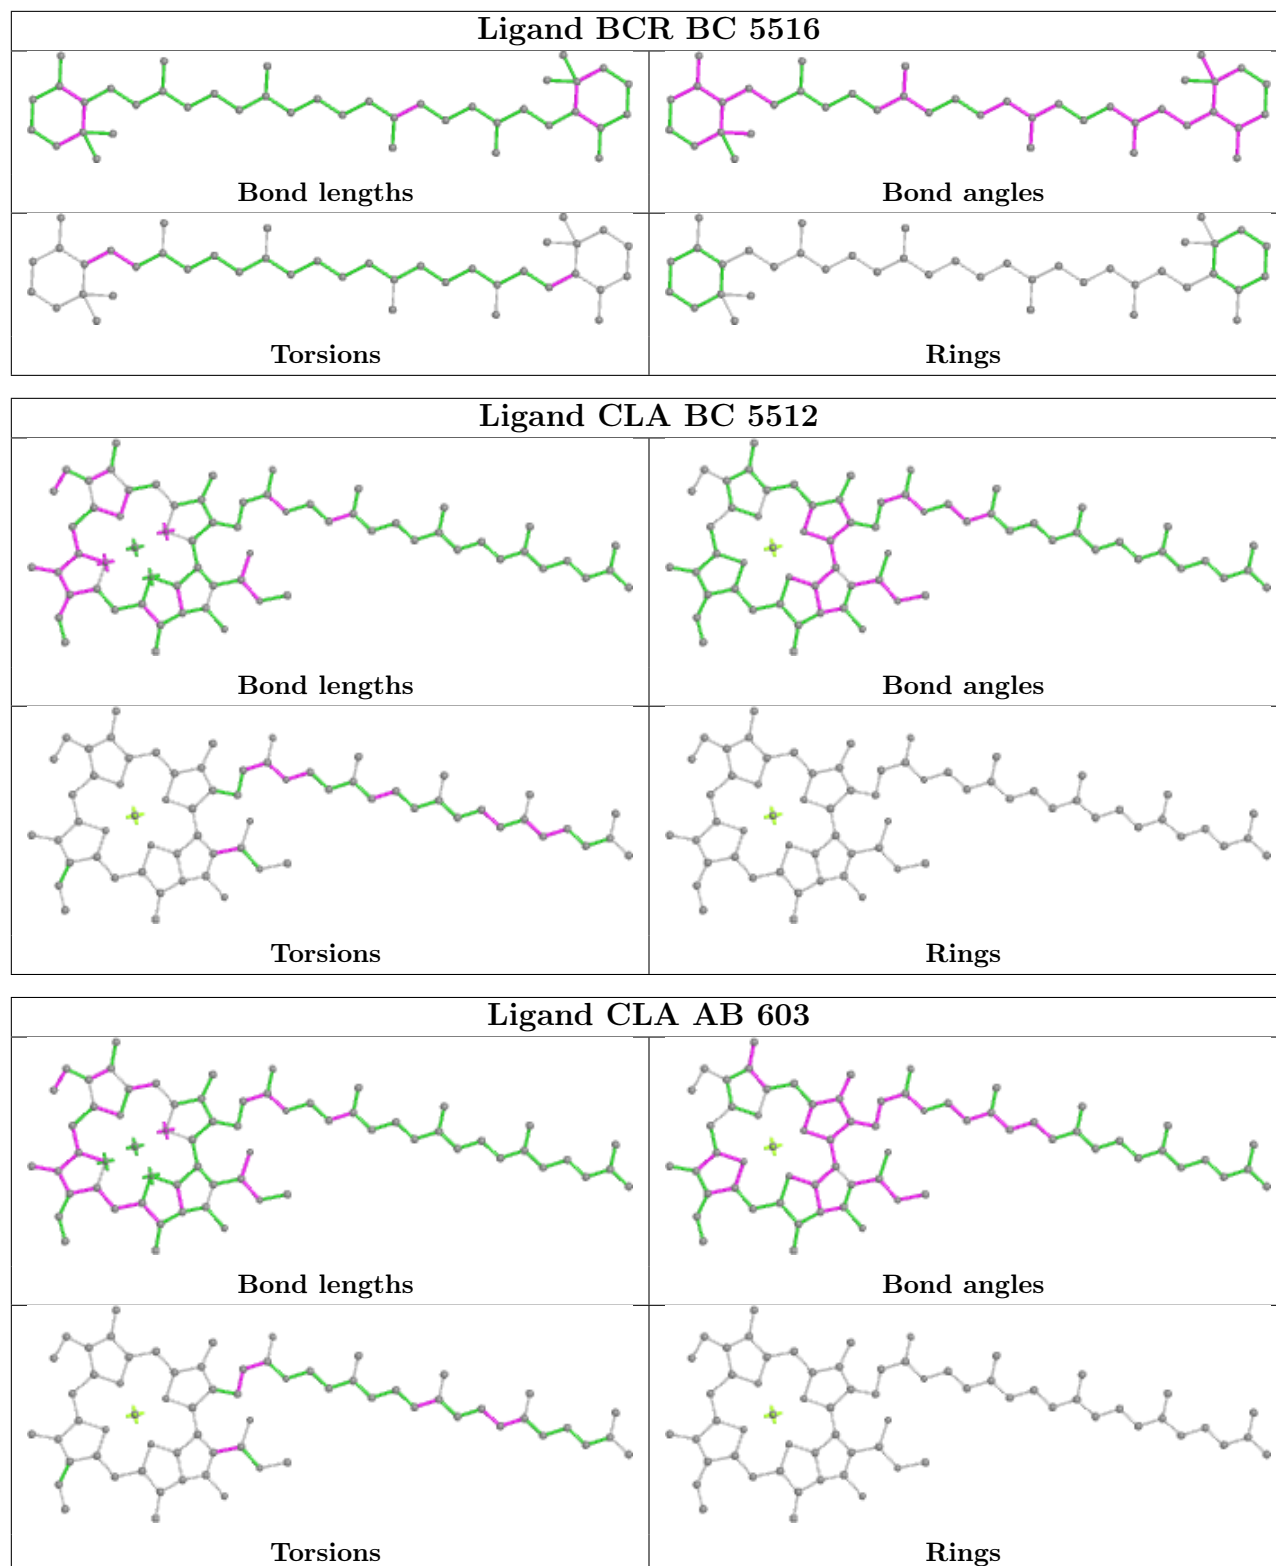 Ligand BCR BC 5516
Bond lengths
Bond angles
Torsions
Rings
Ligand CLA BC 5512
Bond lengths
Bond angles
Torsions
Rings
Ligand CLA AB 603
Bond lengths
Bond angles
Torsions
Rings